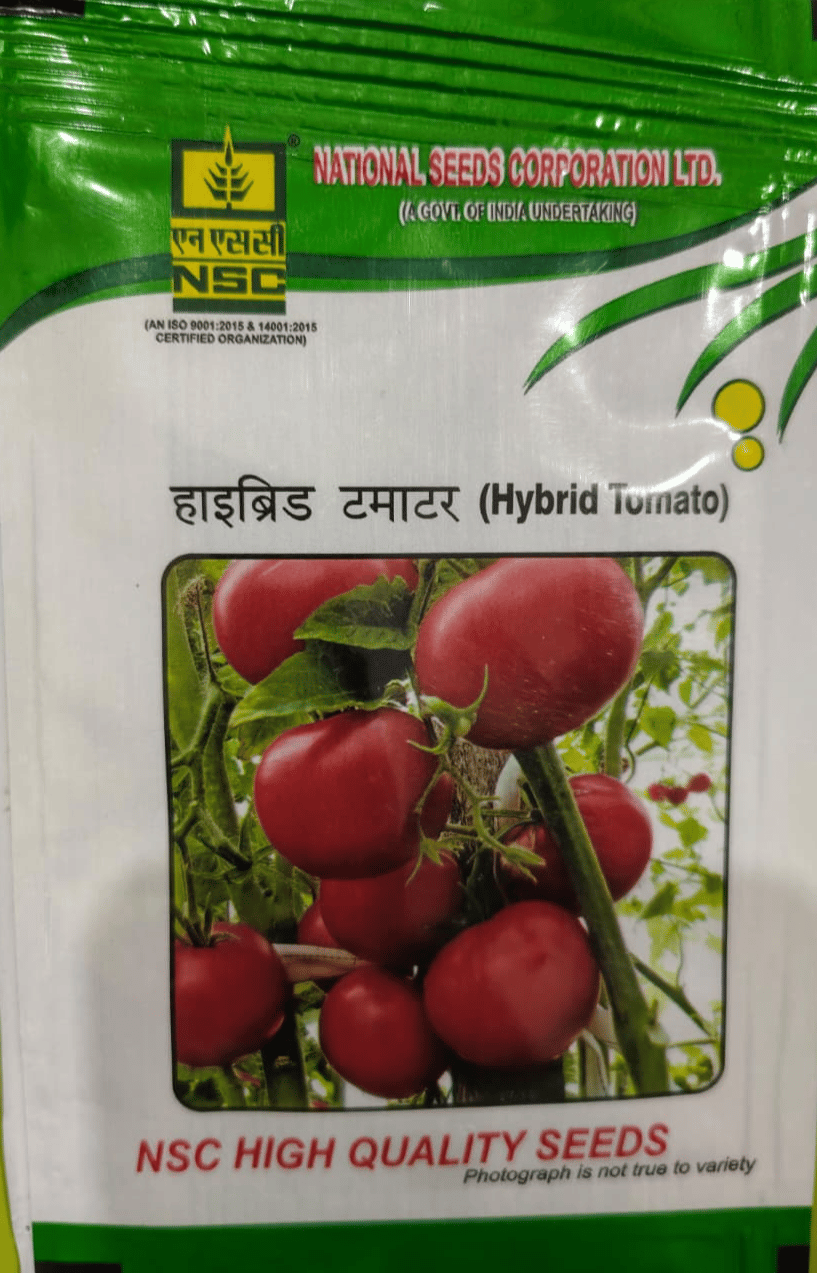 NATIONAL SEEDS CORPORATION LTD.
(A GOVT. OF INDIA UNDERTAKING)
®
एन एस सी
NSC
(AN ISO 9001:2015 & 14001:2015
CERTIFIED ORGANIZATION)
हाइब्रिड टमाटर (Hybrid Tomato)
NSC HIGH QUALITY SEEDS
Photograph is not true to variety